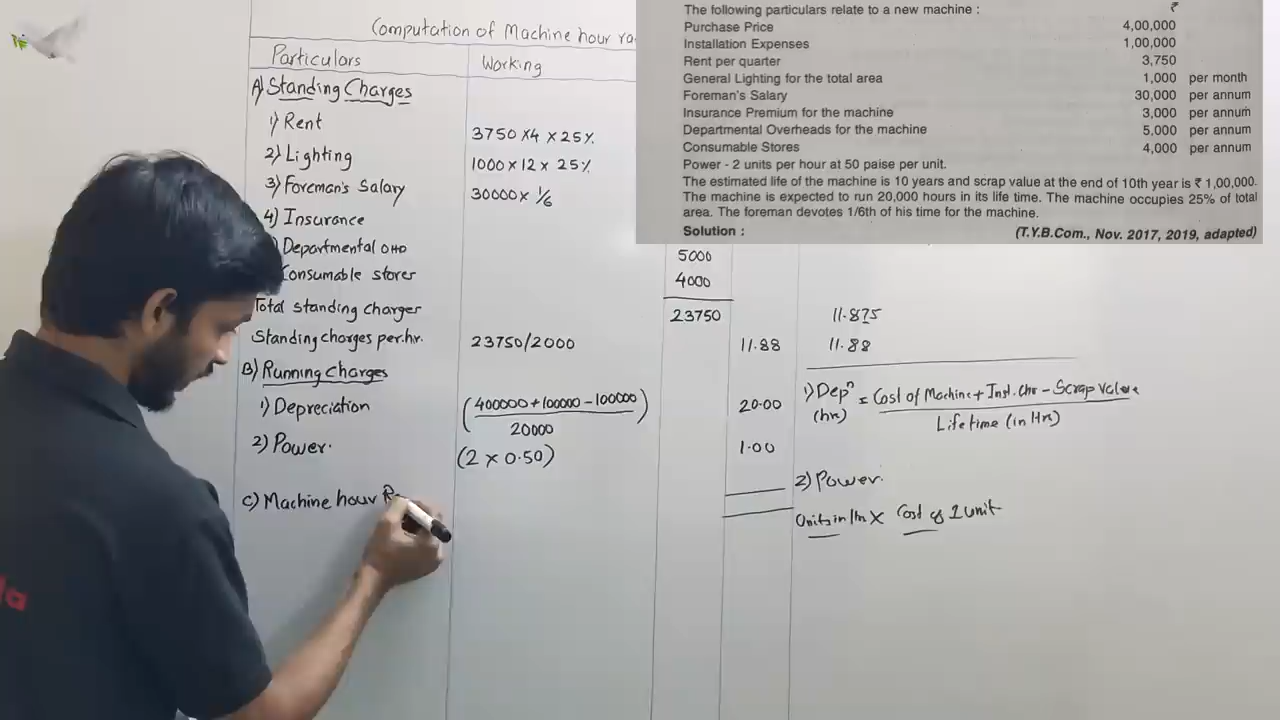 Computation of Machine hour ra
Particulars Working
A) Standing Charges
1) Rent 3750 x4 x 25%
2) Lighting 1000 x 12 x 25%
3) Foreman's Salary 30000 x 1/6
4) Insurance
) Departmental OHD 5000
Consumable stores 4000
Total Standing Charges 23750
Standing charges per.hr. 23750/2000 11.88
B) Running Charges
1) Depreciation (400000 + 100000 - 100000 / 20000) 20.00
2) Power. (2 x 0.50) 1.00
C) Machine hour R
11.875
11.88
1) Depn (hrs) = Cost of Machine + Inst. Chr - Scrap Value
Life time (in Hrs)
2) Power.
Units in Hr x Cost of 1 unit
The following particulars relate to a new machine : ₹
Purchase Price 4,00,000
Installation Expenses 1,00,000
Rent per quarter 3,750
General Lighting for the total area 1,000 per month
Foreman's Salary 30,000 per annum
Insurance Premium for the machine 3,000 per annum
Departmental Overheads for the machine 5,000 per annum
Consumable Stores 4,000 per annum
Power - 2 units per hour at 50 paise per unit.
The estimated life of the machine is 10 years and scrap value at the end of 10th year is ₹ 1,00,000.
The machine is expected to run 20,000 hours in its life time. The machine occupies 25% of total
area. The foreman devotes 1/6th of his time for the machine.
Solution : (T.Y.B.Com., Nov. 2017, 2019, adapted)